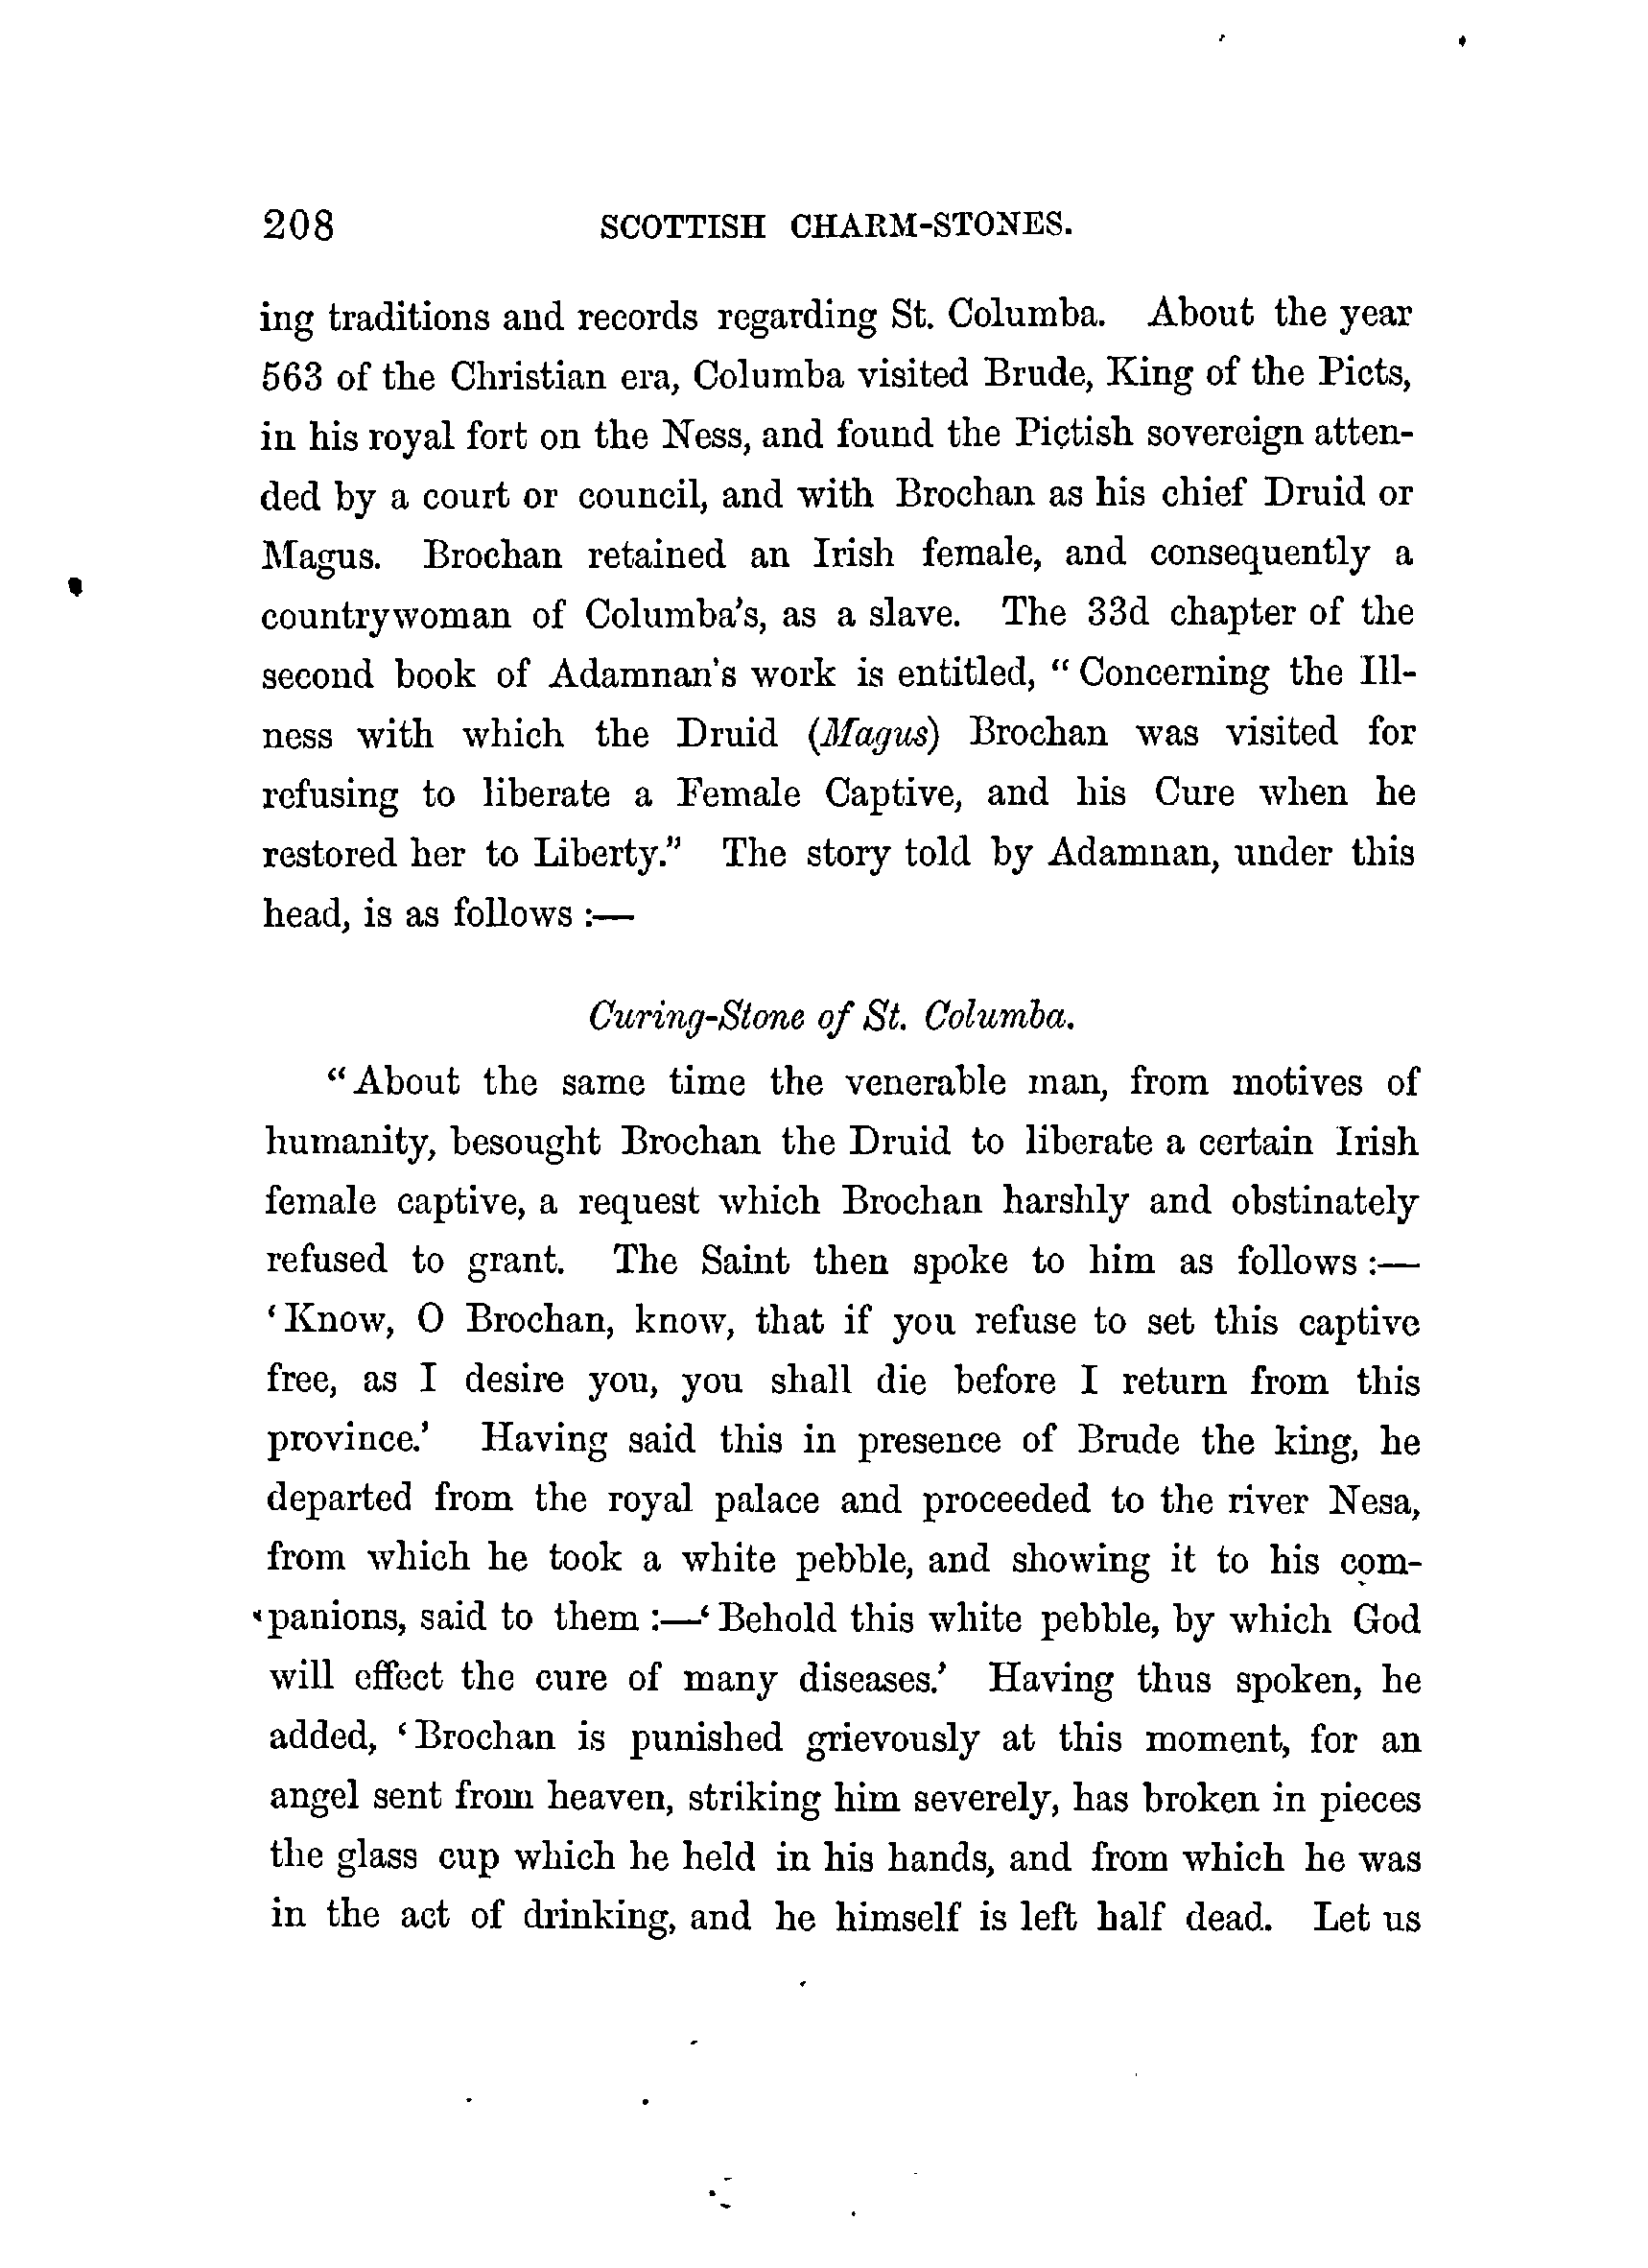 208 SCOTTISH CHARM-STONES.
ing traditions and records regarding St. Columba. About the year
563 of the Christian era, Columba visited Brude, King of the Picts,
in his royal fort on the Ness, and found the Pictish sovereign atten-
ded by a court or council, and with Brochan as his chief Druid or
Magus. Brochan retained an Irish female, and consequently a
countrywoman of Columba's, as a slave. The 33d chapter of the
second book of Adamnan's work is entitled, "Concerning the Ill-
ness with which the Druid (Magus) Brochan was visited for
refusing to liberate a Female Captive, and his Cure when he
restored her to Liberty." The story told by Adamnan, under this
head, is as follows:—
Curing-Stone of St. Columba.
"About the same time the venerable man, from motives of
humanity, besought Brochan the Druid to liberate a certain Irish
female captive, a request which Brochan harshly and obstinately
refused to grant. The Saint then spoke to him as follows:—
'Know, O Brochan, know, that if you refuse to set this captive
free, as I desire you, you shall die before I return from this
province.' Having said this in presence of Brude the king, he
departed from the royal palace and proceeded to the river Nesa,
from which he took a white pebble, and showing it to his com-
panions, said to them:—'Behold this white pebble, by which God
will effect the cure of many diseases.' Having thus spoken, he
added, 'Brochan is punished grievously at this moment, for an
angel sent from heaven, striking him severely, has broken in pieces
the glass cup which he held in his hands, and from which he was
in the act of drinking, and he himself is left half dead. Let us